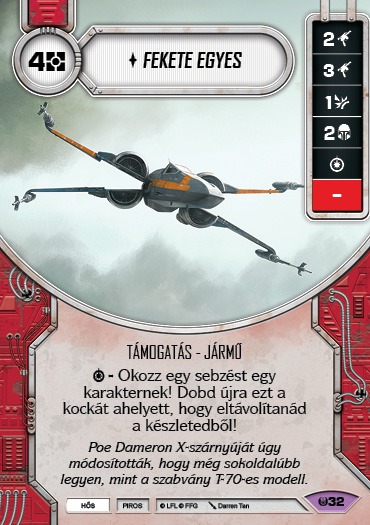 4
FEKETE EGYES
2
3
1
2
-
TÁMOGATÁS - JÁRMŰ
- Okozz egy sebzést egy
karakternek! Dobd újra ezt a
kockát ahelyett, hogy eltávolítanád
a készletedből!
Poe Dameron X-szárnyúját úgy
módosították, hogy még sokoldalúbb
legyen, mint a szabvány T-70-es modell.
HŐS PIROS © LFL © FFG Darren Tan 32